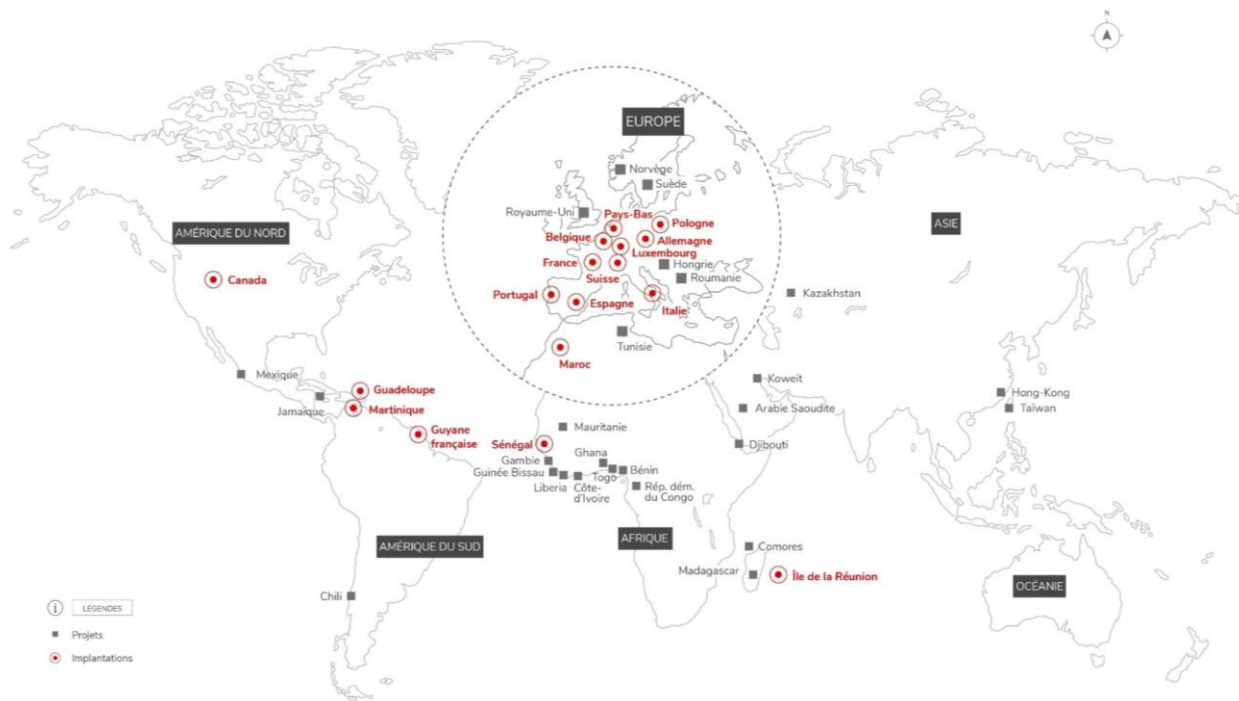 N
EUROPE
Norvège
Suède
Royaume-Uni
Pays-Bas
Pologne
Belgique
Allemagne
Luxembourg
France
Hongrie
Suisse
Roumanie
Portugal
Espagne
Italie
Tunisie
Maroc
AMÉRIQUE DU NORD
Canada
ASIE
Kazakhstan
Mexique
Guadeloupe
Jamaïque
Martinique
Guyane
française
Koweit
Arabie Saoudite
Hong-Kong
Taïwan
Mauritanie
Sénégal
Djibouti
Ghana
Gambie
Guinée Bissau
Togo
Bénin
Liberia
Côte-
d'Ivoire
Rép. dém.
du Congo
AMÉRIQUE DU SUD
AFRIQUE
Comores
Madagascar
Île de la Réunion
OCÉANIE
Chili
i
LÉGENDES
Projets
Implantations